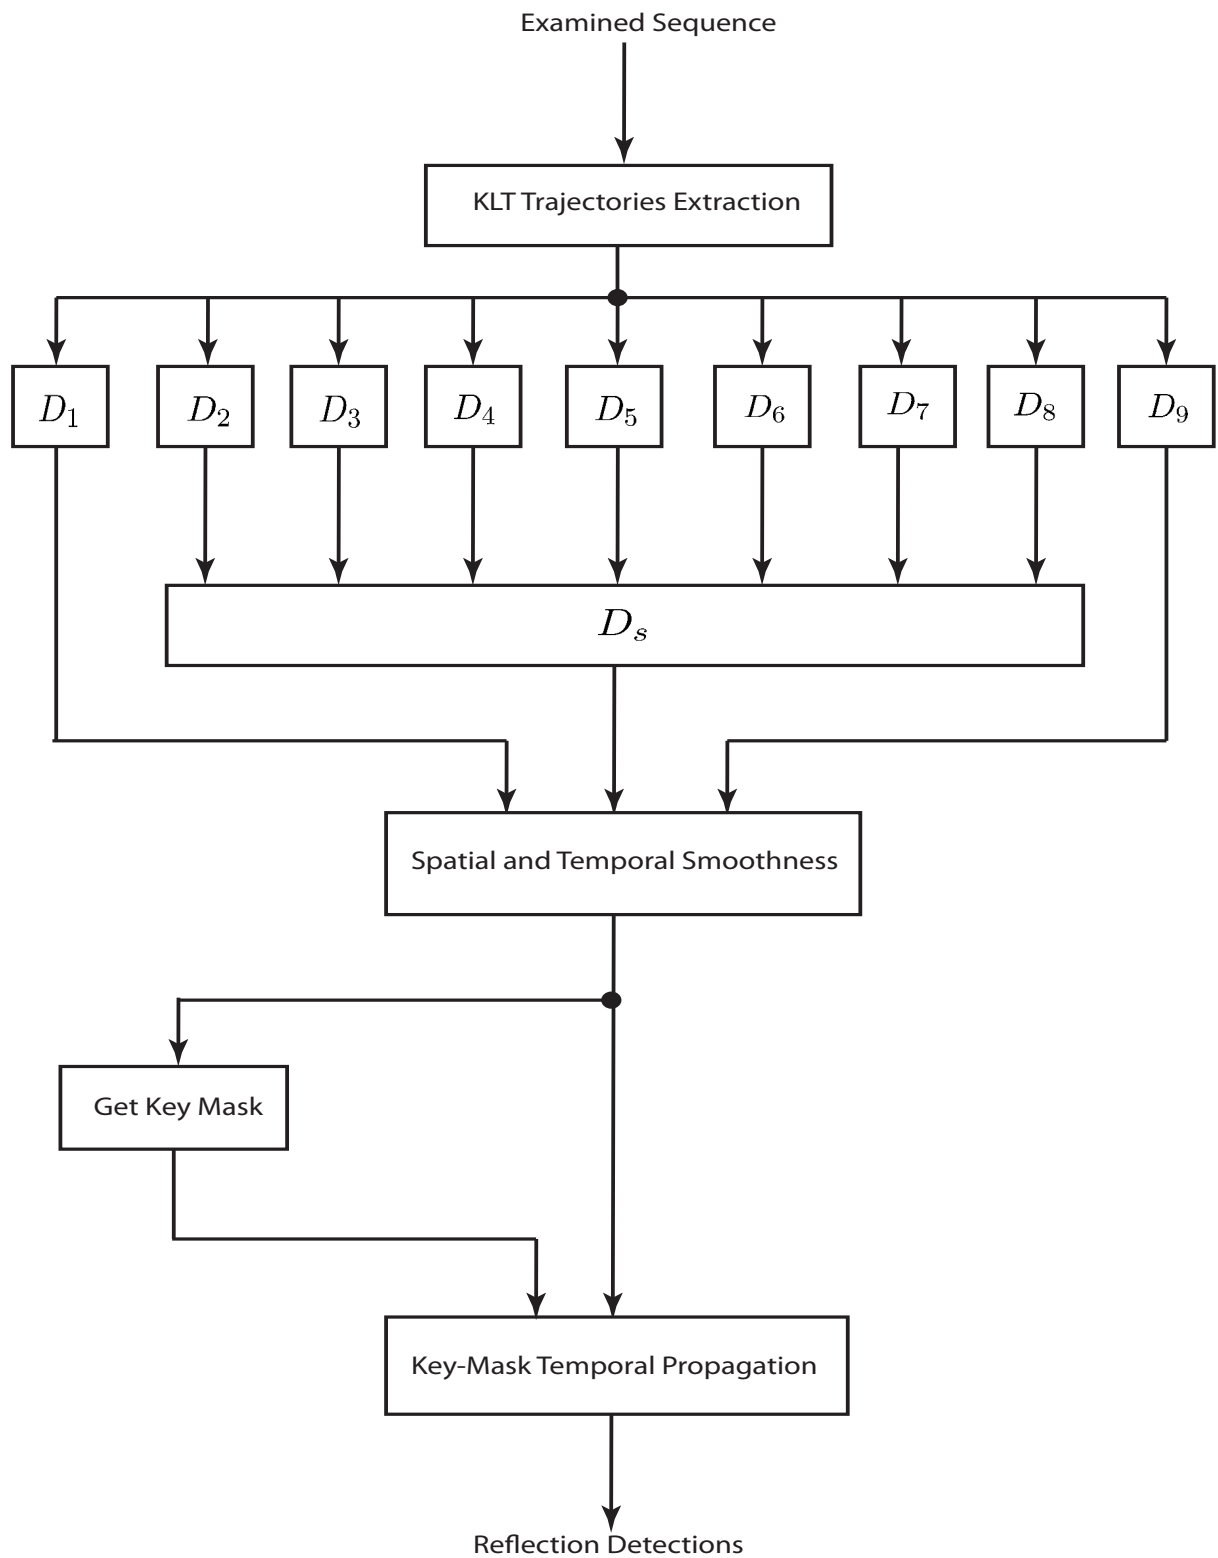 Examined Sequence
KLT Trajectories Extraction
D₁ D₂ D₃ D₄ D₅ D₆ D₇ D₈ D₉
Dₛ
Spatial and Temporal Smoothness
Get Key Mask
Key-Mask Temporal Propagation
Reflection Detections